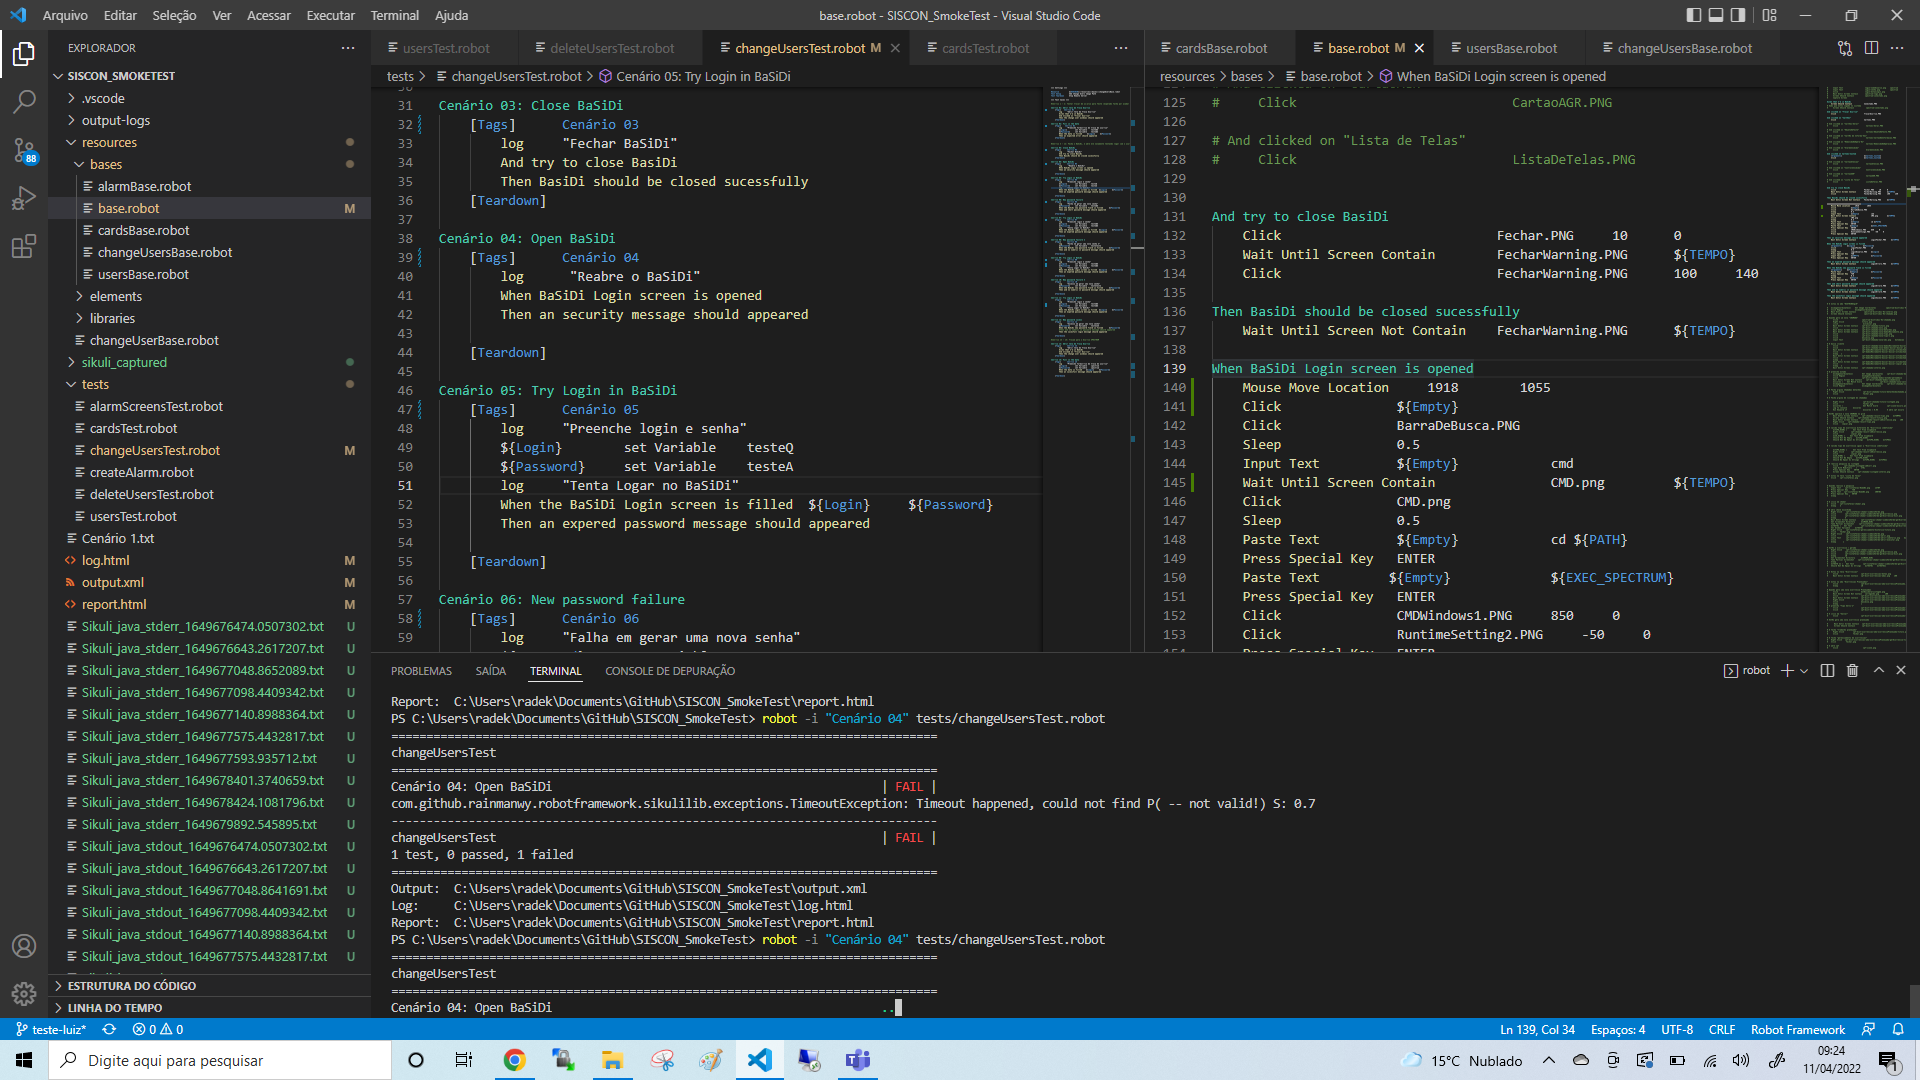 Arquivo Editar Seleção Ver Acessar Executar Terminal Ajuda
base.robot - SISCON_SmokeTest - Visual Studio Code
EXPLORADOR
SISCON_SMOKETEST
.vscode
output-logs
resources
bases
alarmBase.robot
base.robot M
cardsBase.robot
changeUsersBase.robot
usersBase.robot
elements
libraries
changeUserBase.robot
sikuli_captured
tests
alarmScreensTest.robot
cardsTest.robot
changeUsersTest.robot M
createAlarm.robot
deleteUsersTest.robot
usersTest.robot
Cenário 1.txt
log.html M
output.xml M
report.html M
Sikuli_java_stderr_1649676474.0507302.txt U
Sikuli_java_stderr_1649676643.2617207.txt U
Sikuli_java_stderr_1649677048.8652089.txt U
Sikuli_java_stderr_1649677098.4409342.txt U
Sikuli_java_stderr_1649677140.8988364.txt U
Sikuli_java_stderr_1649677575.4432817.txt U
Sikuli_java_stderr_1649677593.935712.txt U
Sikuli_java_stderr_1649678401.3740659.txt U
Sikuli_java_stderr_1649678424.1081796.txt U
Sikuli_java_stderr_1649679892.545895.txt U
Sikuli_java_stdout_1649676474.0507302.txt U
Sikuli_java_stdout_1649676643.2617207.txt U
Sikuli_java_stdout_1649677048.8641691.txt U
Sikuli_java_stdout_1649677098.4409342.txt U
Sikuli_java_stdout_1649677140.8988364.txt U
Sikuli_java_stdout_1649677575.4432817.txt U
ESTRUTURA DO CÓDIGO
LINHA DO TEMPO
88
usersTest.robot deleteUsersTest.robot changeUsersTest.robot M cardsTest.robot
tests > changeUsersTest.robot > Cenário 05: Try Login in BaSiDi
31 Cenário 03: Close BaSiDi
32 [Tags] Cenário 03
33 log "Fechar BaSiDi"
34 And try to close BasiDi
35 Then BasiDi should be closed sucessfully
36 [Teardown]
37
38 Cenário 04: Open BaSiDi
39 [Tags] Cenário 04
40 log "Reabre o BaSiDi"
41 When BaSiDi Login screen is opened
42 Then an security message should appeared
43
44 [Teardown]
45
46 Cenário 05: Try Login in BaSiDi
47 [Tags] Cenário 05
48 log "Preenche login e senha"
49 ${Login} set Variable testeQ
50 ${Password} set Variable testeA
51 log "Tenta Logar no BaSiDi"
52 When the BaSiDi Login screen is filled ${Login} ${Password}
53 Then an expered password message should appeared
54
55 [Teardown]
56
57 Cenário 06: New password failure
58 [Tags] Cenário 06
59 log "Falha em gerar uma nova senha"
cardsBase.robot base.robot M usersBase.robot changeUsersBase.robot
resources > bases > base.robot > When BaSiDi Login screen is opened
125 # Click CartaoAGR.PNG
126
127 # And clicked on "Lista de Telas"
128 # Click ListaDeTelas.PNG
129
130
131 And try to close BasiDi
132 Click Fechar.PNG 10 0
133 Wait Until Screen Contain FecharWarning.PNG ${TEMPO}
134 Click FecharWarning.PNG 100 140
135
136 Then BasiDi should be closed sucessfully
137 Wait Until Screen Not Contain FecharWarning.PNG ${TEMPO}
138
139 When BaSiDi Login screen is opened
140 Mouse Move Location 1918 1055
141 Click ${Empty}
142 Click BarraDeBusca.PNG
143 Sleep 0.5
144 Input Text ${Empty} cmd
145 Wait Until Screen Contain CMD.png ${TEMPO}
146 Click CMD.png
147 Sleep 0.5
148 Paste Text ${Empty} cd ${PATH}
149 Press Special Key ENTER
150 Paste Text ${Empty} ${EXEC_SPECTRUM}
151 Press Special Key ENTER
152 Click CMDWindows1.PNG 850 0
153 Click RuntimeSetting2.PNG -50 0
PROBLEMAS SAÍDA TERMINAL CONSOLE DE DEPURAÇÃO
robot
Report: C:\Users\radek\Documents\GitHub\SISCON_SmokeTest\report.html
PS C:\Users\radek\Documents\GitHub\SISCON_SmokeTest> robot -i "Cenário 04" tests/changeUsersTest.robot
==============================================================================
changeUsersTest
==============================================================================
Cenário 04: Open BaSiDi | FAIL |
com.github.rainmanwy.robotframework.sikulilib.exceptions.TimeoutException: Timeout happened, could not find P( -- not valid!) S: 0.7
------------------------------------------------------------------------------
changeUsersTest | FAIL |
1 test, 0 passed, 1 failed
==============================================================================
Output: C:\Users\radek\Documents\GitHub\SISCON_SmokeTest\output.xml
Log: C:\Users\radek\Documents\GitHub\SISCON_SmokeTest\log.html
Report: C:\Users\radek\Documents\GitHub\SISCON_SmokeTest\report.html
PS C:\Users\radek\Documents\GitHub\SISCON_SmokeTest> robot -i "Cenário 04" tests/changeUsersTest.robot
==============================================================================
changeUsersTest
==============================================================================
Cenário 04: Open BaSiDi ..
teste-luiz* 0 0
Ln 139, Col 34 Espaços: 4 UTF-8 CRLF Robot Framework
Digite aqui para pesquisar
15°C Nublado
09:24
11/04/2022
1